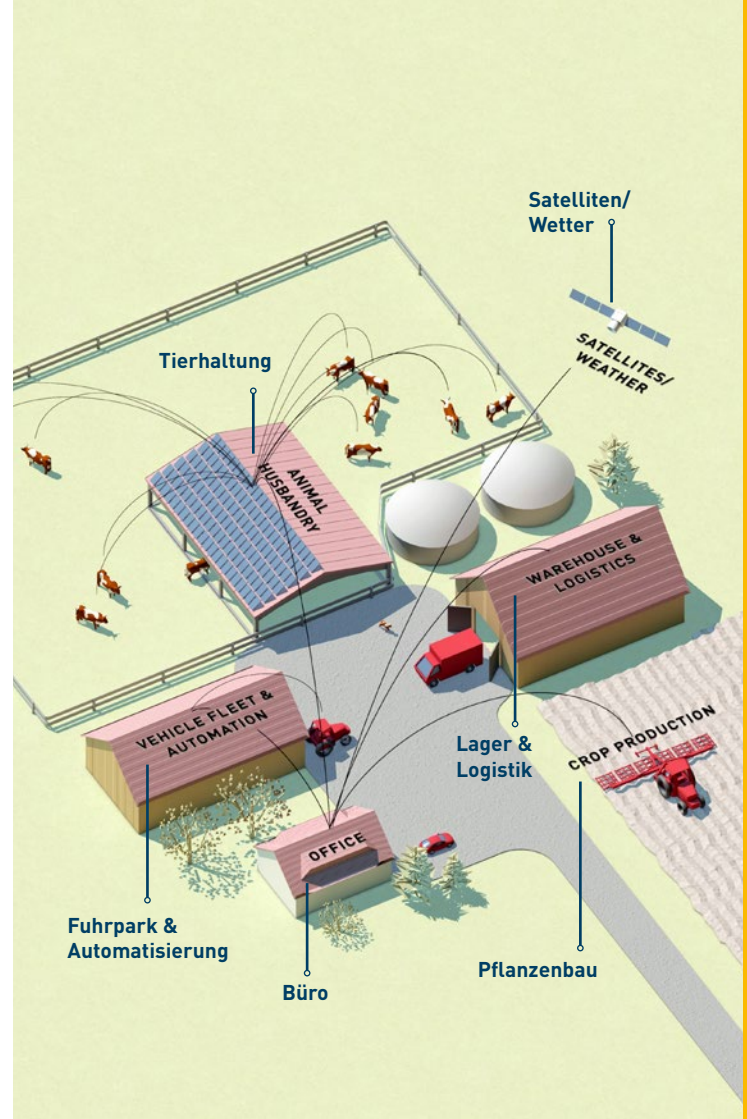 Satelliten/
Wetter
SATELLITES/
WEATHER
Tierhaltung
ANIMAL
HUSBANDRY
WAREHOUSE &
LOGISTICS
VEHICLE FLEET &
AUTOMATION
CROP PRODUCTION
Lager &
Logistik
OFFICE
Fuhrpark &
Automatisierung
Büro
Pflanzenbau